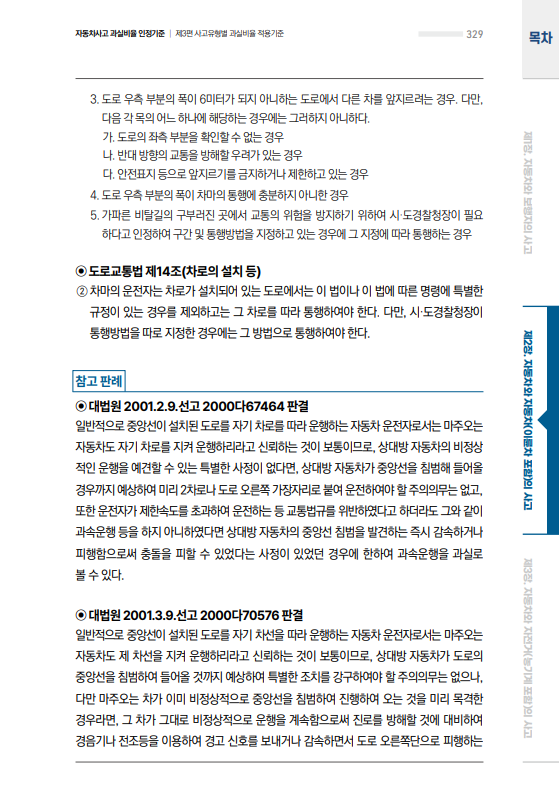 자동차사고 과실비율 인정기준 | 제3편 사고유형별 과실비율 적용기준
329
목차
3. 도로 우측 부분의 폭이 6미터가 되지 아니하는 도로에서 다른 차를 앞지르려는 경우. 다만,
다음 각 목의 어느 하나에 해당하는 경우에는 그러하지 아니하다.
가. 도로의 좌측 부분을 확인할 수 없는 경우
나. 반대 방향의 교통을 방해할 우려가 있는 경우
다. 안전표지 등으로 앞지르기를 금지하거나 제한하고 있는 경우
4. 도로 우측 부분의 폭이 차마의 통행에 충분하지 아니한 경우
5. 가파른 비탈길의 구부러진 곳에서 교통의 위험을 방지하기 위하여 시·도경찰청장이 필요
하다고 인정하여 구간 및 통행방법을 지정하고 있는 경우에 그 지정에 따라 통행하는 경우
◉ 도로교통법 제14조(차로의 설치 등)
② 차마의 운전자는 차로가 설치되어 있는 도로에서는 이 법이나 이 법에 따른 명령에 특별한
규정이 있는 경우를 제외하고는 그 차로를 따라 통행하여야 한다. 다만, 시·도경찰청장이
통행방법을 따로 지정한 경우에는 그 방법으로 통행하여야 한다.
참고 판례
◉ 대법원 2001.2.9.선고 2000다67464 판결
일반적으로 중앙선이 설치된 도로를 자기 차로를 따라 운행하는 자동차 운전자로서는 마주오는
자동차도 자기 차로를 지켜 운행하리라고 신뢰하는 것이 보통이므로, 상대방 자동차의 비정상
적인 운행을 예견할 수 있는 특별한 사정이 없다면, 상대방 자동차가 중앙선을 침범해 들어올
경우까지 예상하여 미리 2차로나 도로 오른쪽 가장자리로 붙여 운전하여야 할 주의의무는 없고,
또한 운전자가 제한속도를 초과하여 운전하는 등 교통법규를 위반하였다고 하더라도 그와 같이
과속운행 등을 하지 아니하였다면 상대방 자동차의 중앙선 침범을 발견하는 즉시 감속하거나
피행함으로써 충돌을 피할 수 있었다는 사정이 있었던 경우에 한하여 과속운행을 과실로
볼 수 있다.
◉ 대법원 2001.3.9.선고 2000다70576 판결
일반적으로 중앙선이 설치된 도로를 자기 차선을 따라 운행하는 자동차 운전자로서는 마주오는
자동차도 제 차선을 지켜 운행하리라고 신뢰하는 것이 보통이므로, 상대방 자동차가 도로의
중앙선을 침범하여 들어올 것까지 예상하여 특별한 조치를 강구하여야 할 주의의무는 없으나,
다만 마주오는 차가 이미 비정상적으로 중앙선을 침범하여 진행하여 오는 것을 미리 목격한
경우라면, 그 차가 그대로 비정상적으로 운행을 계속함으로써 진로를 방해할 것에 대비하여
경음기나 전조등을 이용하여 경고 신호를 보내거나 감속하면서 도로 오른쪽단으로 피행하는
제1장. 자동차와 보행자의 사고
제2장. 자동차와 자동차(이륜차 포함)의 사고
제3장. 자동차와 자전거(농기계 포함)의 사고